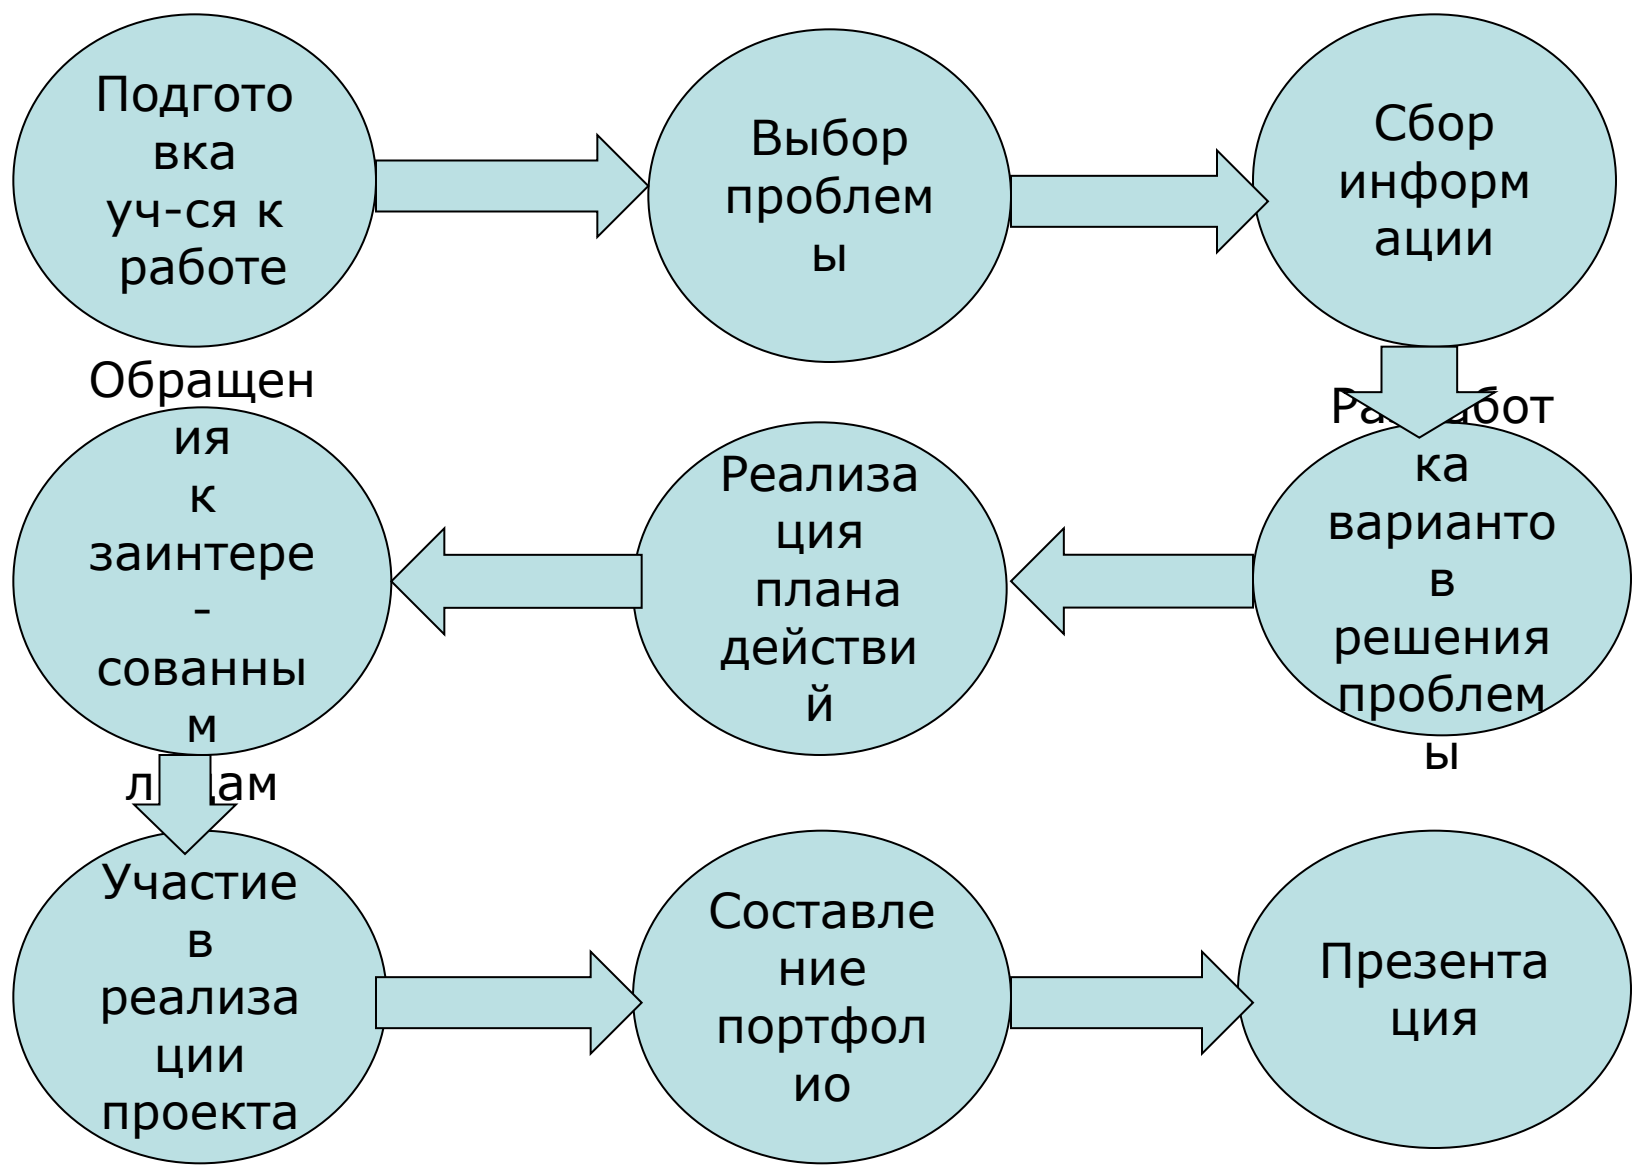 Подгото
вка
уч-ся к
работе
Выбор
проблем
ы
Сбор
информ
ации
ка
варианто
в
решения
проблем
ы
Реализа
ция
плана
действи
й
Обращен
ия
к
заинтере
-
сованны
м
Участие
в
реализа
ции
проекта
Составле
ние
портфол
ио
Презента
ция